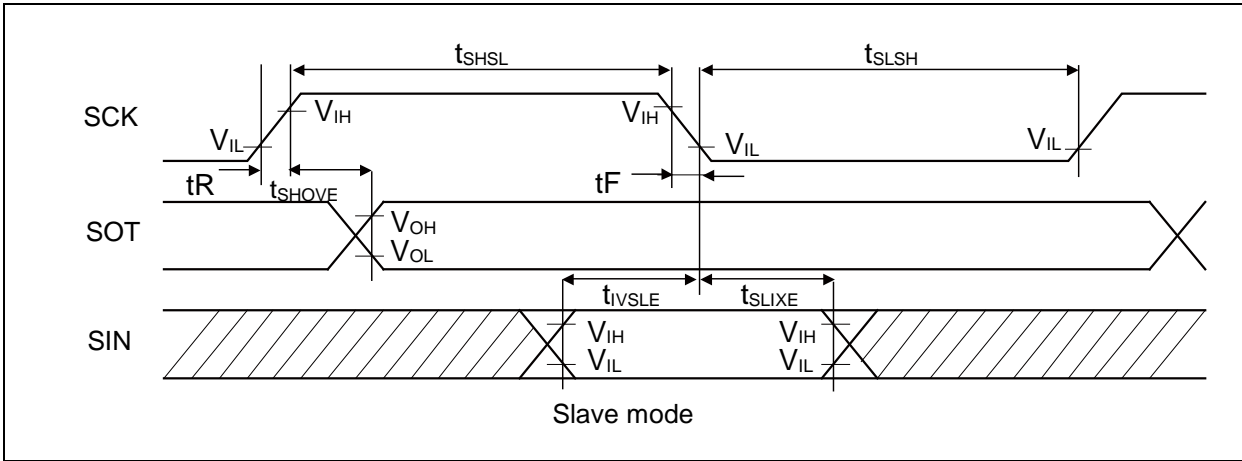 tSHSL
tSLSH
SCK
VIH
VIH
VIL
VIL
VIL
tR
tSHOVE
tF
SOT
VOH
VOL
tIVSLE
tSLIXE
SIN
VIH
VIH
VIL
VIL
Slave mode